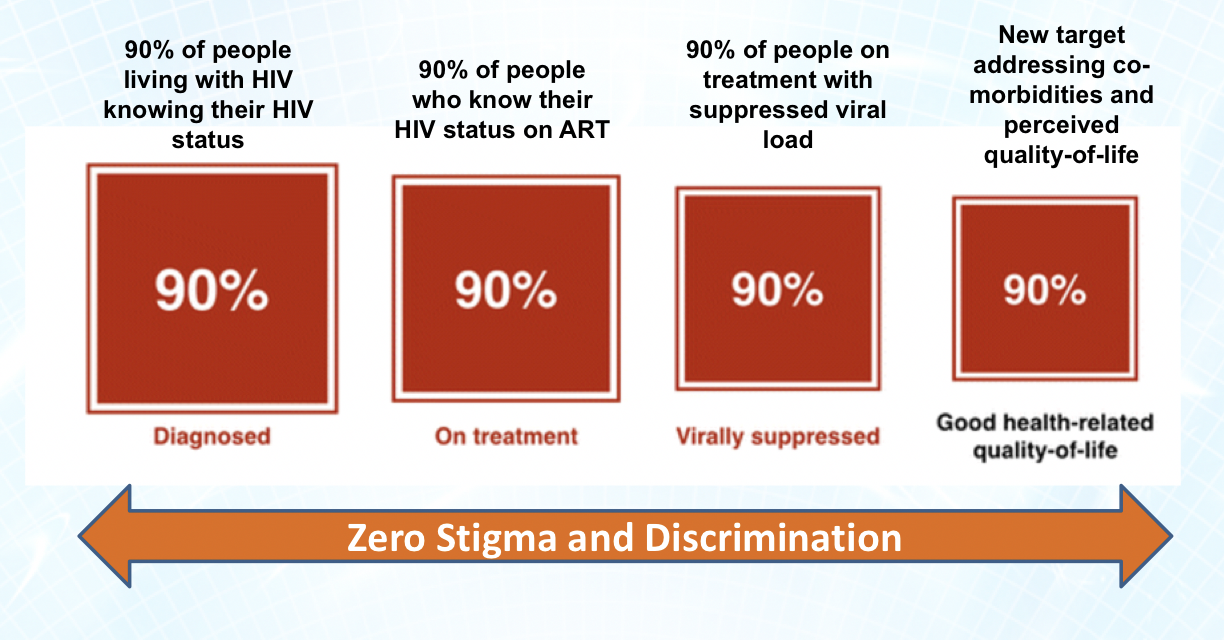 90% of people
living with HIV
knowing their HIV
status
90% of people
who know their
HIV status on ART
90% of people on
treatment with
suppressed viral
load
New target
addressing co-
morbidities and
perceived
quality-of-life
90%
90%
90%
90%
Diagnosed
On treatment
Virally suppressed
Good health-related
quality-of-life
Zero Stigma and Discrimination